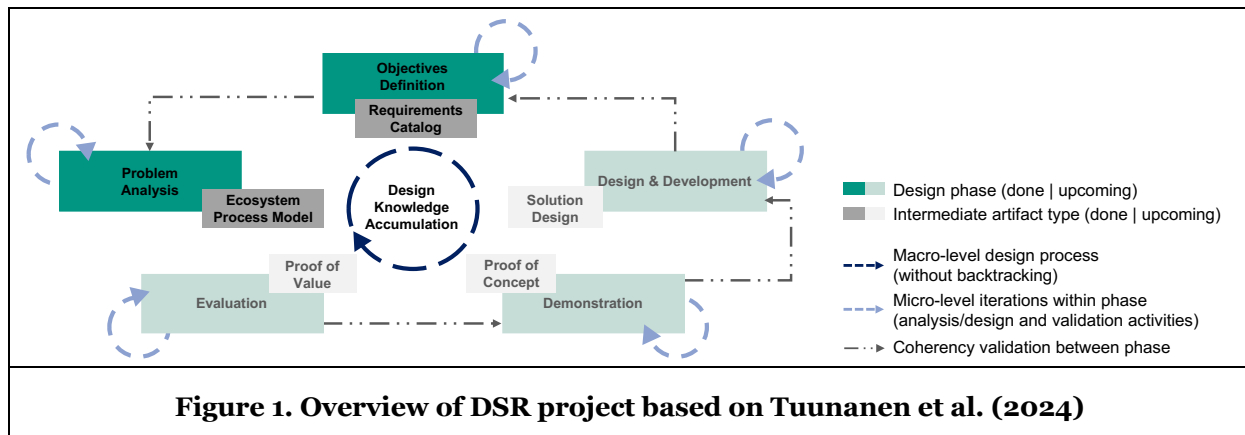 Objectives
Definition
Requirements
Catalog
Problem
Analysis
Ecosystem
Process Model
Design
Knowledge
Accumulation
Solution
Design
Design & Development
Proof of
Value
Evaluation
Proof of
Concept
Demonstration
Design phase (done | upcoming)
Intermediate artifact type (done | upcoming)
Macro-level design process
(without backtracking)
Micro-level iterations within phase
(analysis/design and validation activities)
Coherency validation between phase
Figure 1. Overview of DSR project based on Tuunanen et al. (2024)